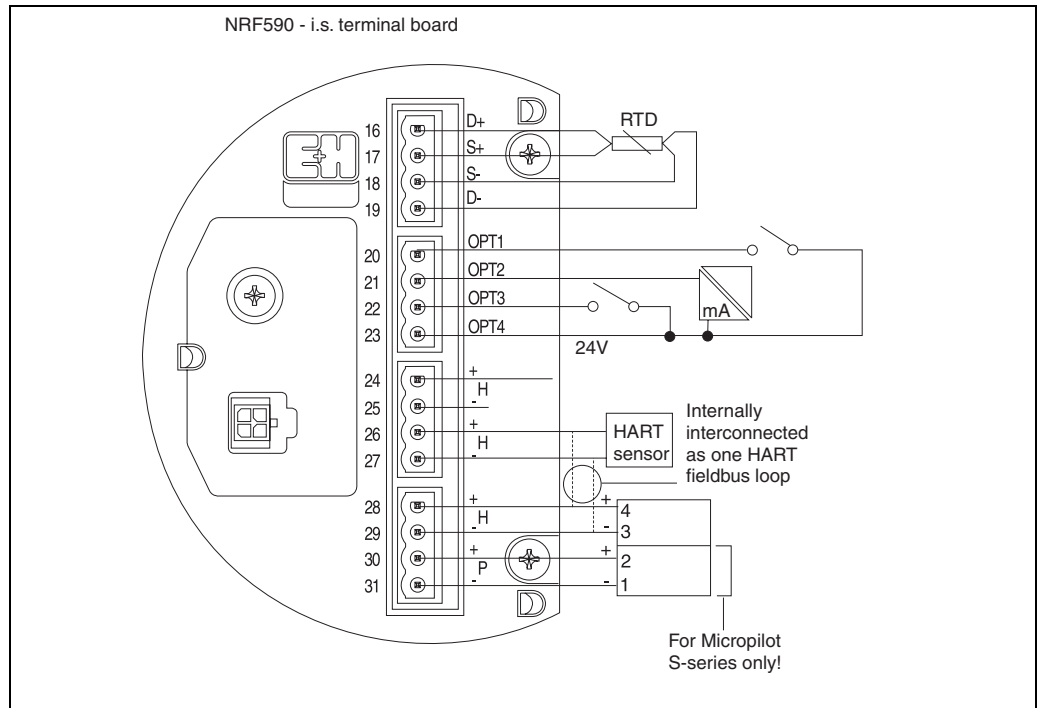 NRF590 - i.s. terminal board
16
D+
RTD
17
S+
18
S-
19
D-
E+H
20
OPT1
21
OPT2
22
OPT3
23
OPT4
mA
24V
24
+
H
25
-
26
+
H
27
-
HART
sensor
Internally
interconnected
as one HART
fieldbus loop
28
+
H
+
4
29
-
-
3
30
+
P
+
2
31
-
-
1
For Micropilot
S-series only!